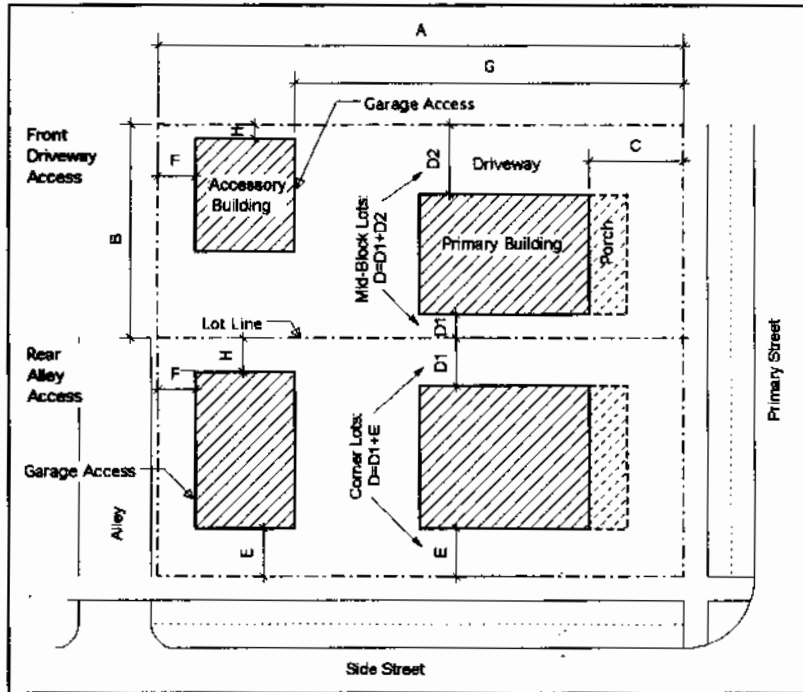 A
G
Garage Access
Front
Driveway
Access
H
F
D2
Driveway
C
Accessory
Building
B
Mid-Block Lots:
D=D1+D2
Primary Building
Porch
D1
Lot Line
Rear
Alley
Access
H
F
D1
Primary Street
Corner Lots:
D=D1+E
Garage Access
Alley
E
E
Side Street